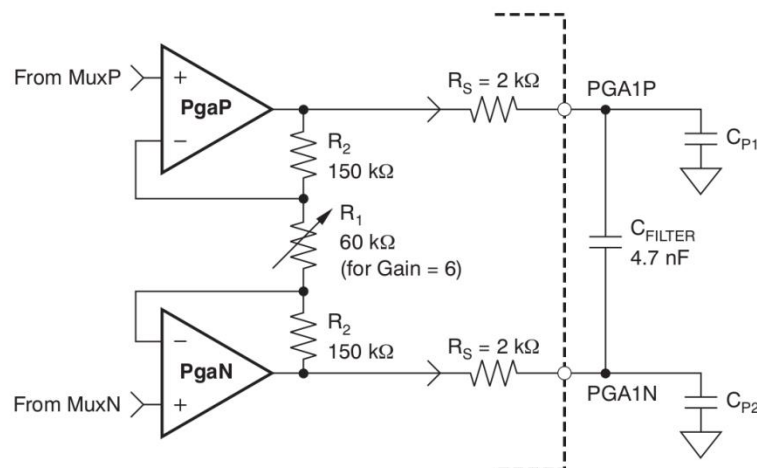 From MuxP
+
PgaP
−
R2
150 kΩ
R1
60 kΩ
(for Gain = 6)
R2
150 kΩ
−
PgaN
+
From MuxN
RS = 2 kΩ
PGA1P
CP1
CFILTER
4.7 nF
RS = 2 kΩ
PGA1N
CP2